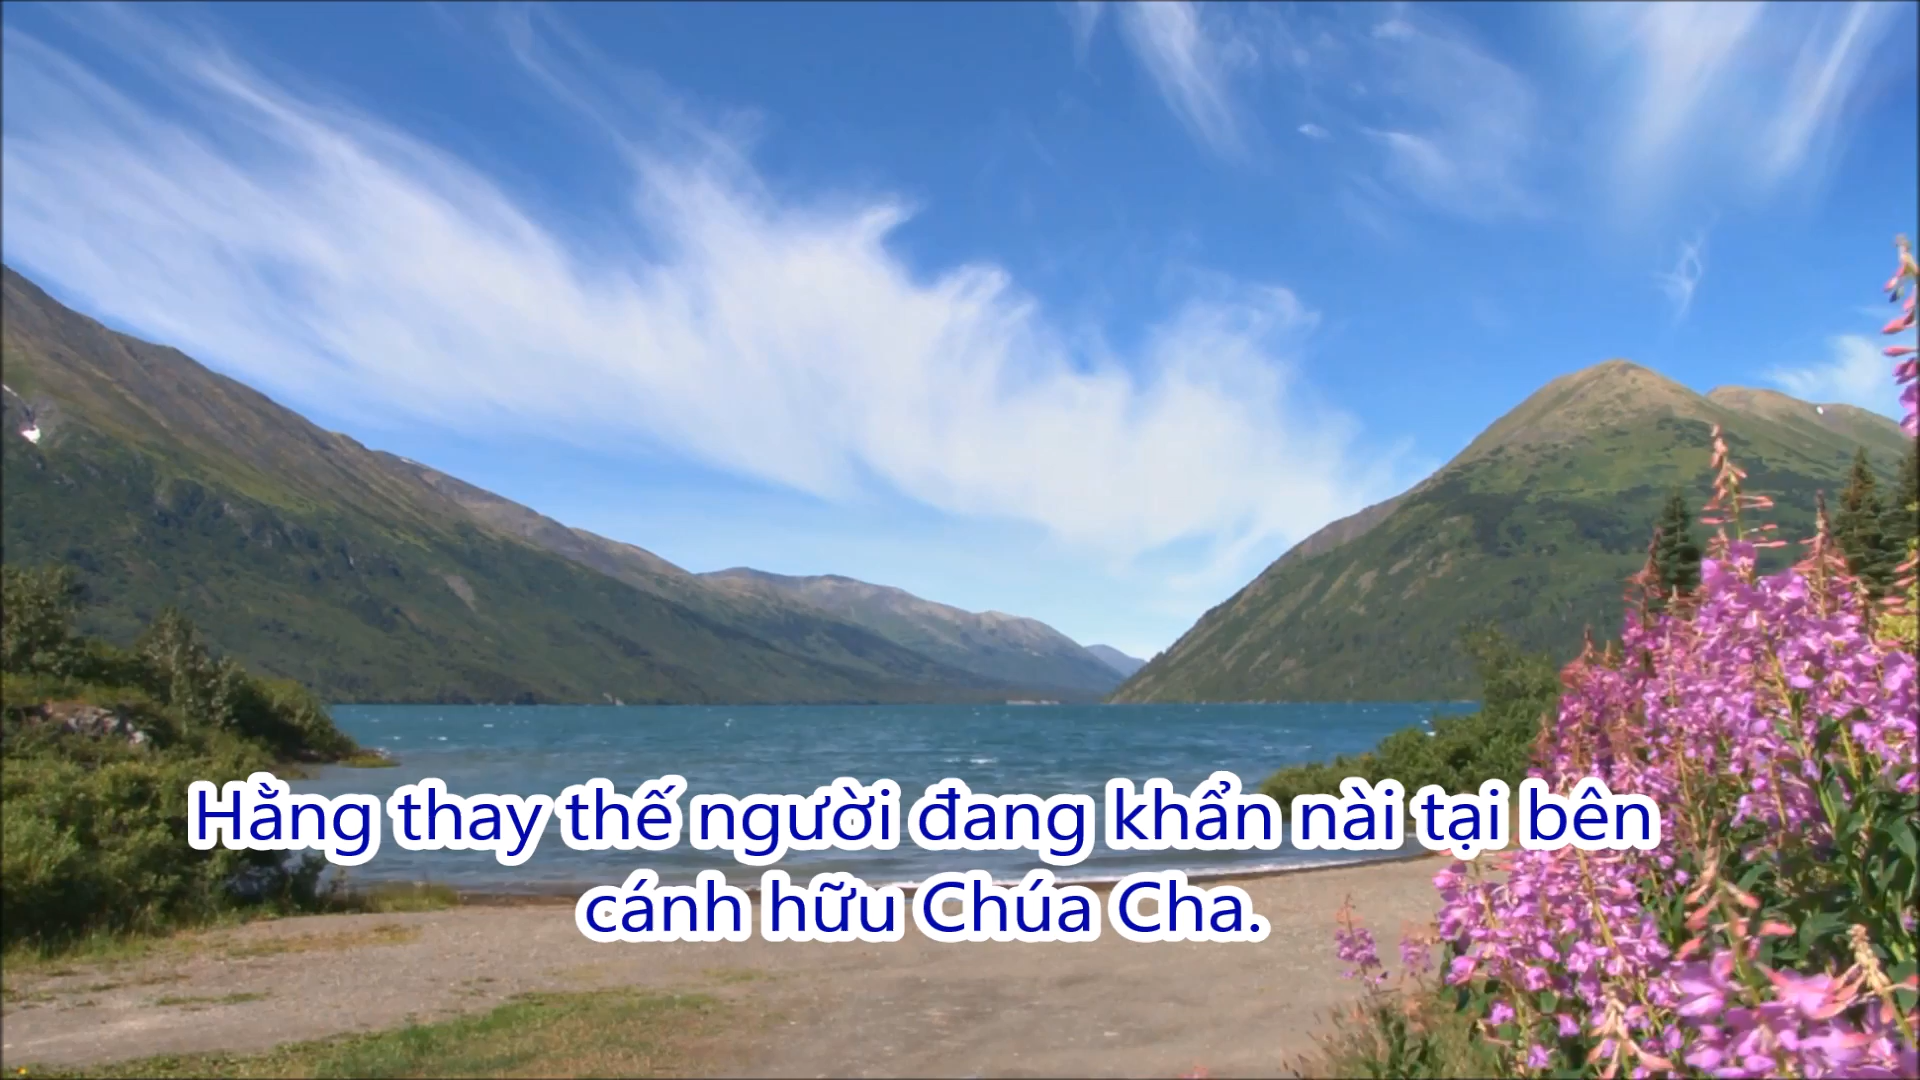 Hằng thay thế người đang khẩn nài tại bên
cánh hữu Chúa Cha.